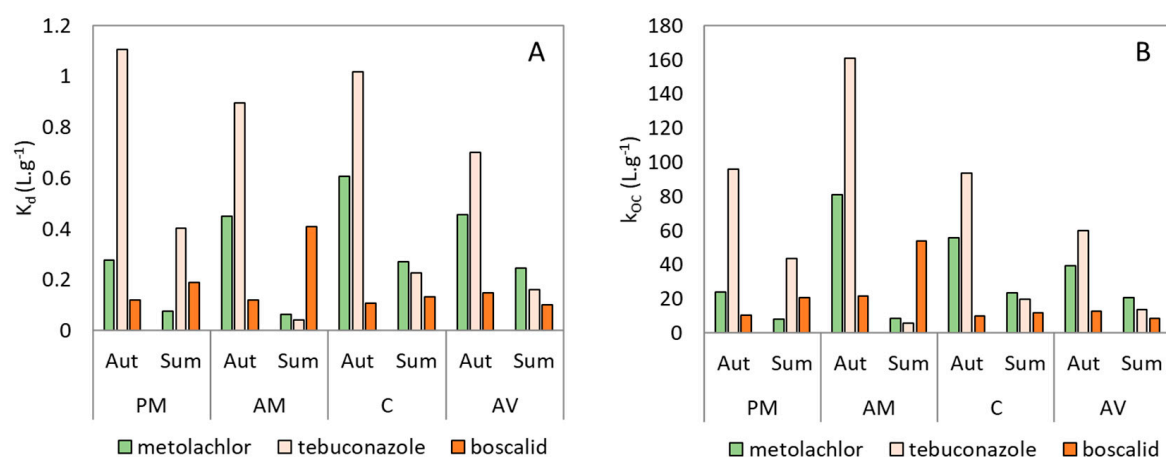 A
K_d (L.g⁻¹)
1.2
1
0.8
0.6
0.4
0.2
0
Aut Sum Aut Sum Aut Sum Aut Sum
PM AM C AV
metolachlor tebuconazole boscalid
B
k_OC (L.g⁻¹)
180
160
140
120
100
80
60
40
20
0
Aut Sum Aut Sum Aut Sum Aut Sum
PM AM C AV
metolachlor tebuconazole boscalid